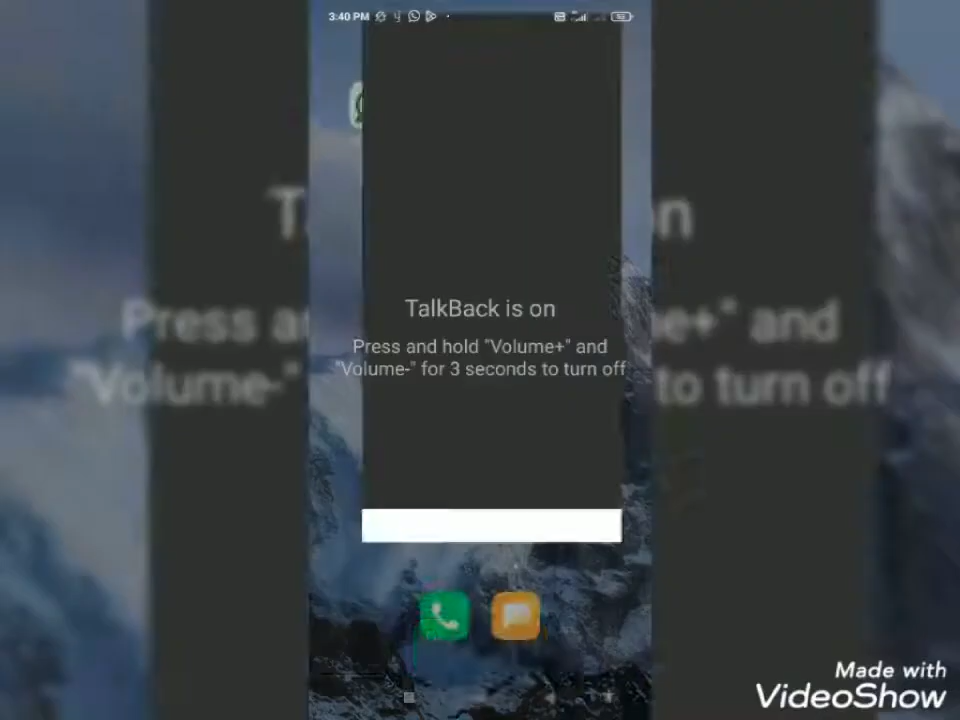 3:40 PM
TalkBack is on
Press and hold "Volume+" and
"Volume-" for 3 seconds to turn off
Made with
VideoShow